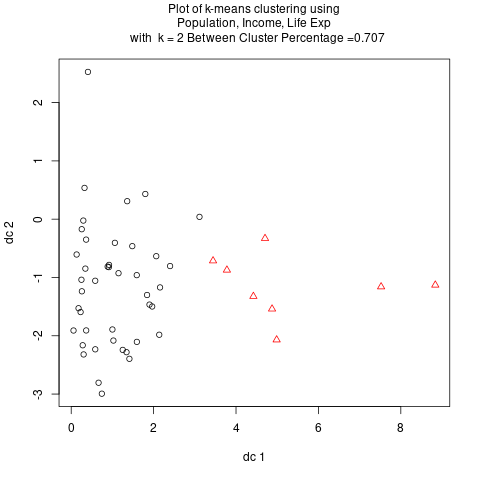 Plot of k-means clustering using
Population, Income, Life Exp
with  k = 2 Between Cluster Percentage =0.707
dc 2
2
1
0
-1
-2
-3
0 2 4 6 8
dc 1